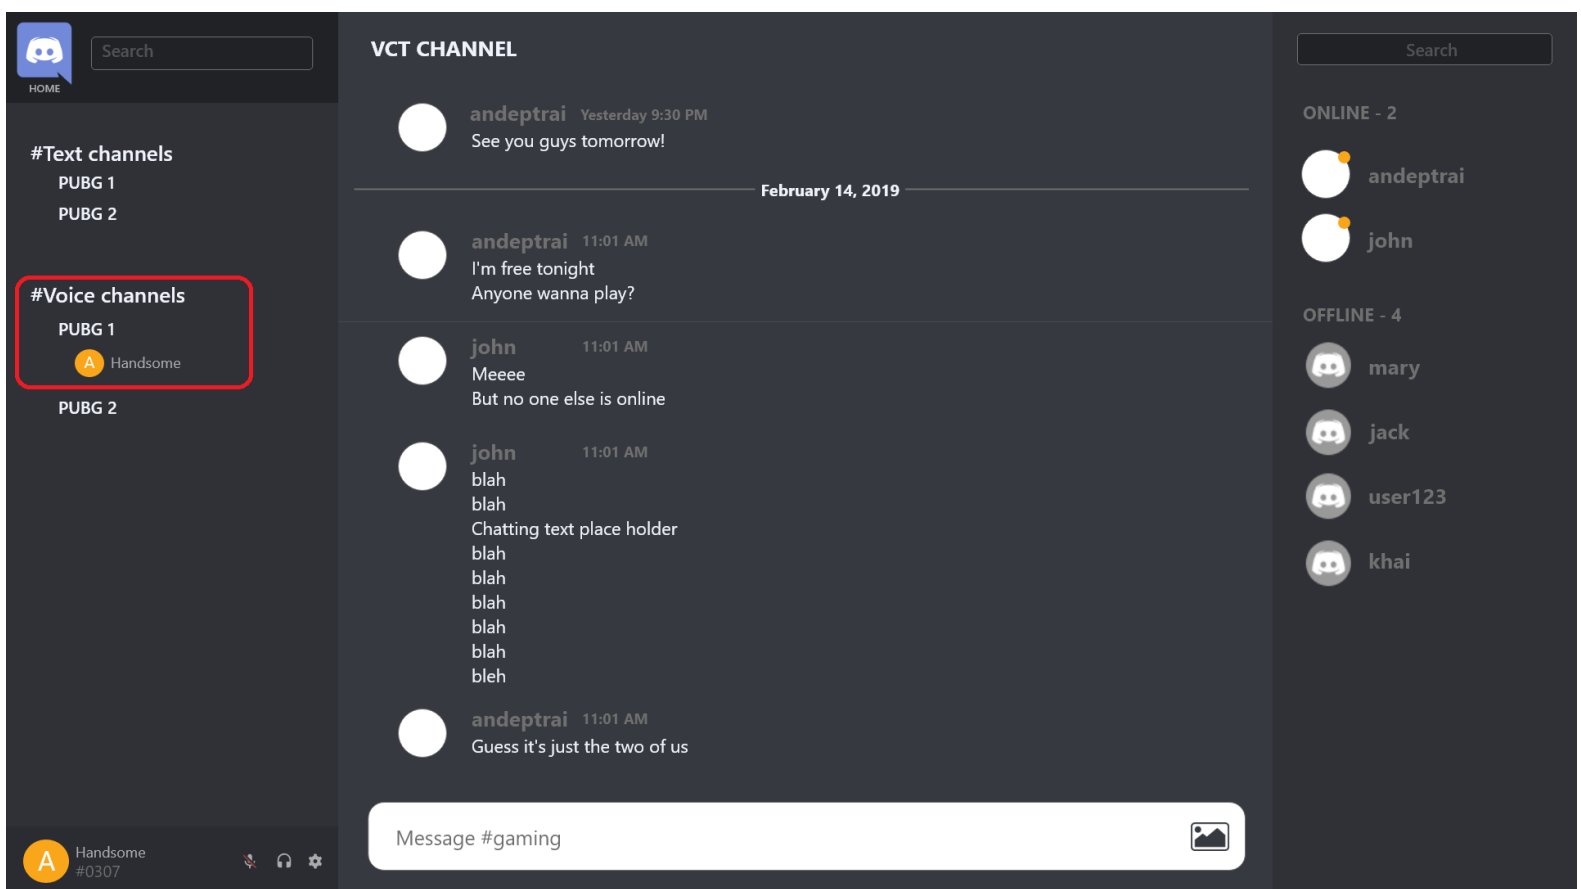 HOME
Search
#Text channels
PUBG 1
PUBG 2
#Voice channels
PUBG 1
A Handsome
PUBG 2
A Handsome
#0307
VCT CHANNEL
andeptrai Yesterday 9:30 PM
See you guys tomorrow!
February 14, 2019
andeptrai 11:01 AM
I'm free tonight
Anyone wanna play?
john 11:01 AM
Meeee
But no one else is online
john 11:01 AM
blah
blah
Chatting text place holder
blah
blah
blah
blah
blah
bleh
andeptrai 11:01 AM
Guess it's just the two of us
Message #gaming
Search
ONLINE - 2
andeptrai
john
OFFLINE - 4
mary
jack
user123
khai